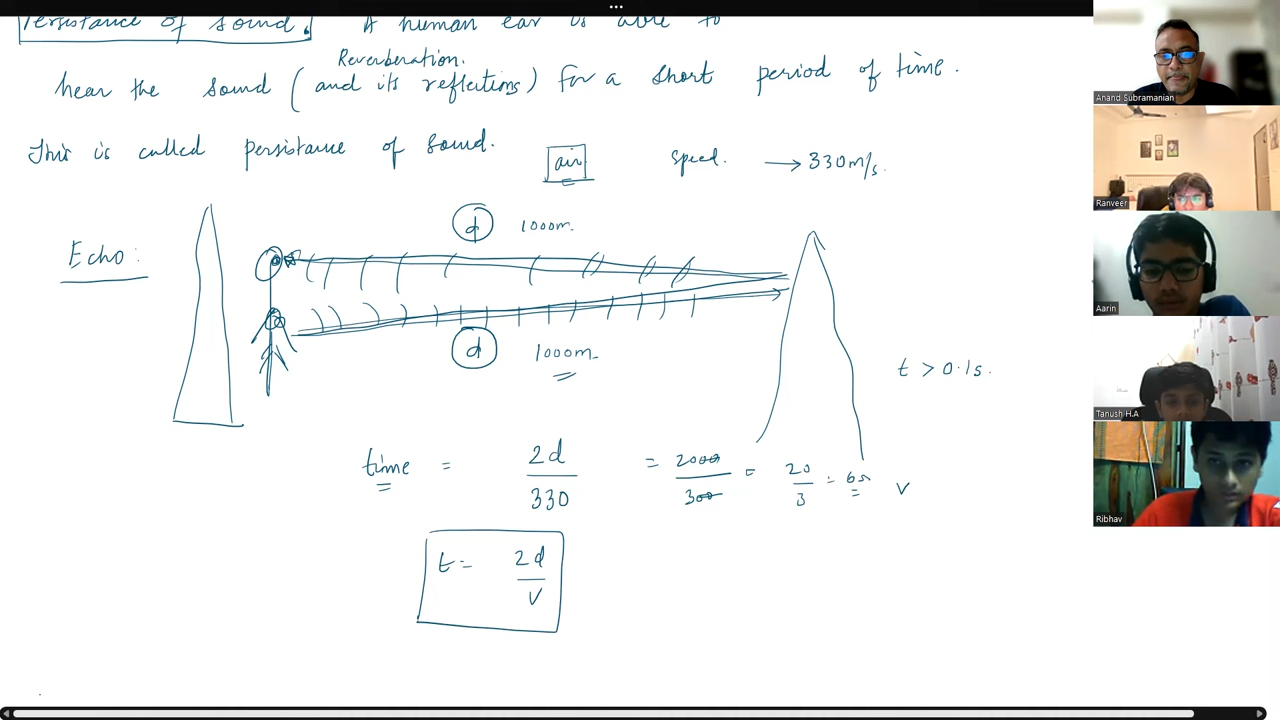 Persistance of sound. A human ear is able to
Reverberation.
hear the sound (and its reflections) for a short period of time.
This is called persistance of sound.
air speed. → 330m/s.
Echo:
d 1000m.
d 1000m.
t > 0.1s.
time = 2d/330 = 2000/300 = 20/3 = 6s v
t = 2d/v
Anand Subramanian
Ranveer
Aarin
Tanush H.A
Ribhav